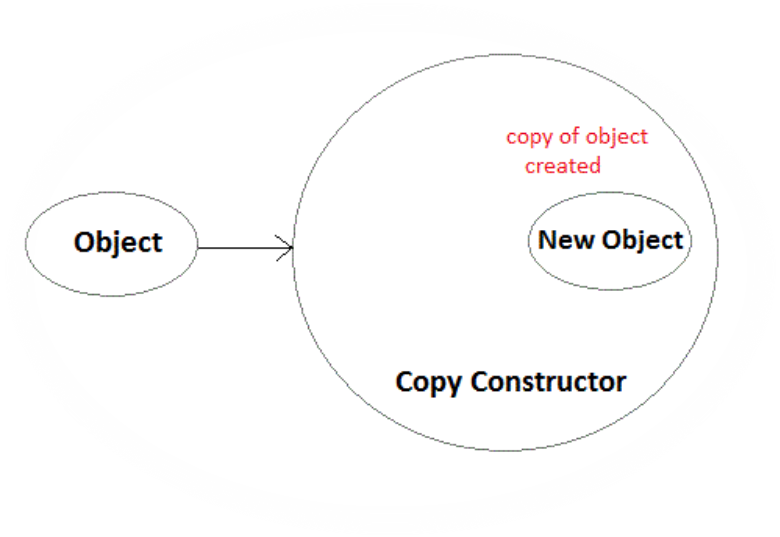 Object
copy of object
created
New Object
Copy Constructor